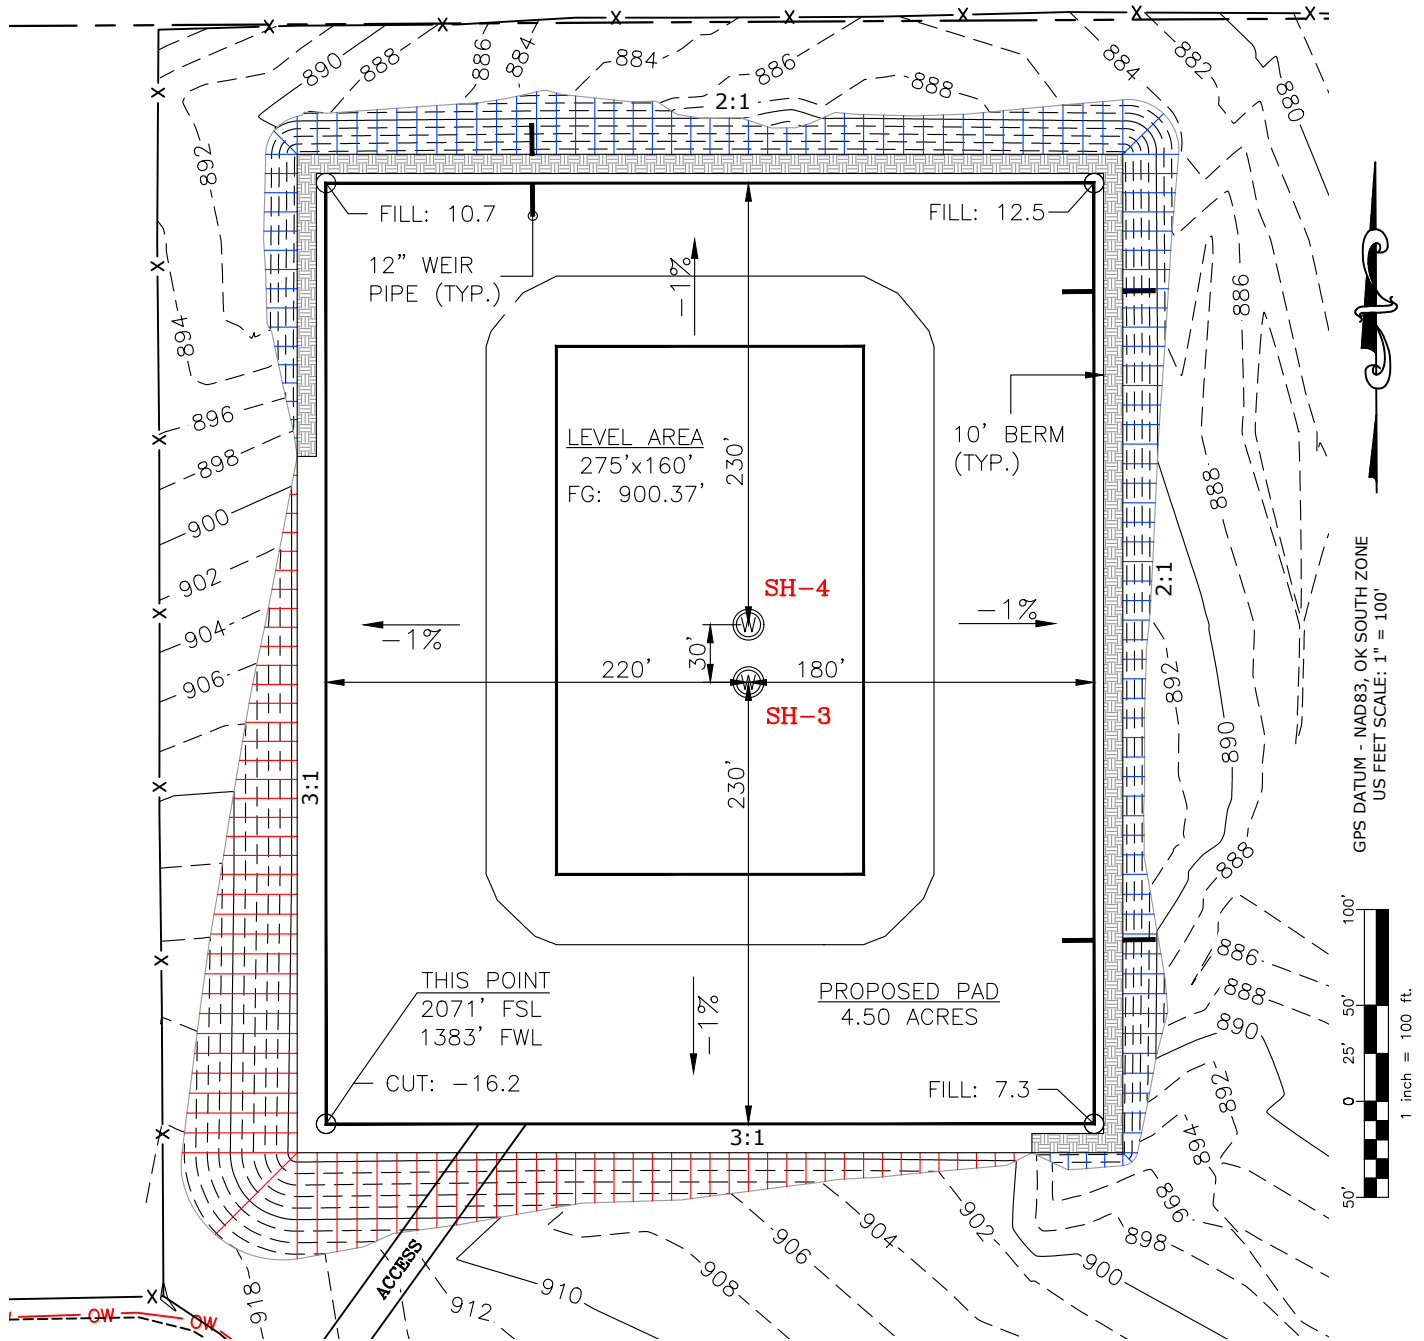 X X X X X X X
890
888
886
884
884
886
888
884
882
880
2:1
X
892
FILL: 10.7
FILL: 12.5
12" WEIR
PIPE (TYP.)
-1%
886
X
894
896
X
898
LEVEL AREA
275'x160'
FG: 900.37'
230'
10' BERM
(TYP.)
888
900
902
X
904
906
SH-4
-1%
-1%
30'
220'
180'
SH-3
2:1
892
890
GPS DATUM - NAD83, OK SOUTH ZONE
US FEET SCALE: 1" = 100'
X
3:1
230'
888
X
THIS POINT
2071' FSL
1383' FWL
-1%
PROPOSED PAD
4.50 ACRES
886
888
890
100'
50'
25'
0
50'
1 inch = 100 ft.
CUT: -16.2
FILL: 7.3
892
894
X
3:1
896
898
900
902
904
906
908
910
912
918
ACCESS
X
OW
OW